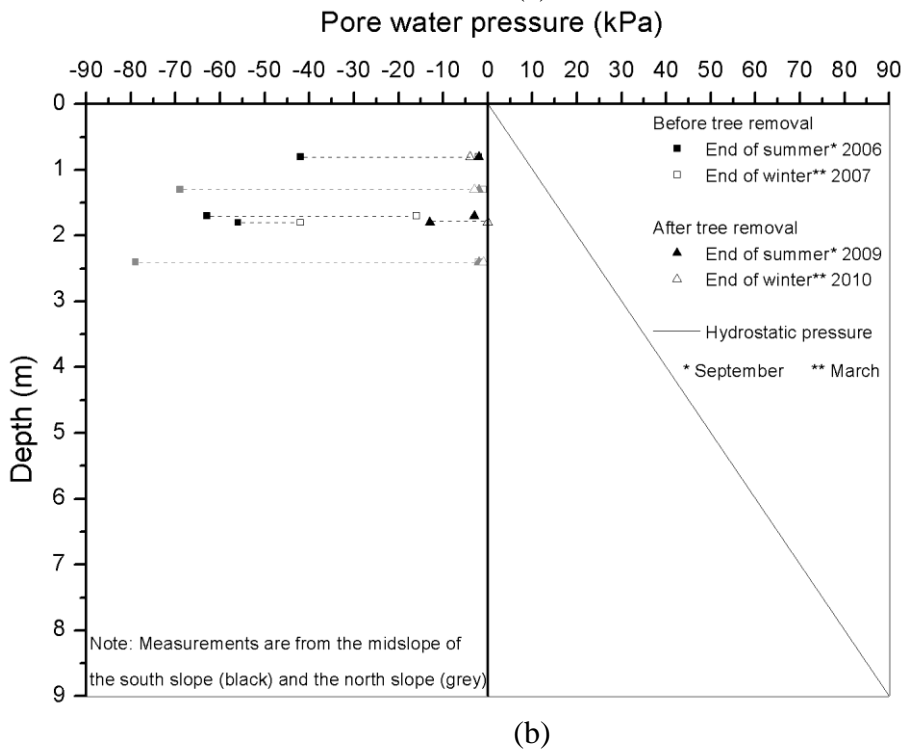 Pore water pressure (kPa)
-90 -80 -70 -60 -50 -40 -30 -20 -10 0 10 20 30 40 50 60 70 80 90
0
1
2
3
4
5
6
7
8
9
Depth (m)
Before tree removal
End of summer* 2006
End of winter** 2007
After tree removal
End of summer* 2009
End of winter** 2010
Hydrostatic pressure
* September ** March
Note: Measurements are from the midslope of
the south slope (black) and the north slope (grey)
(b)